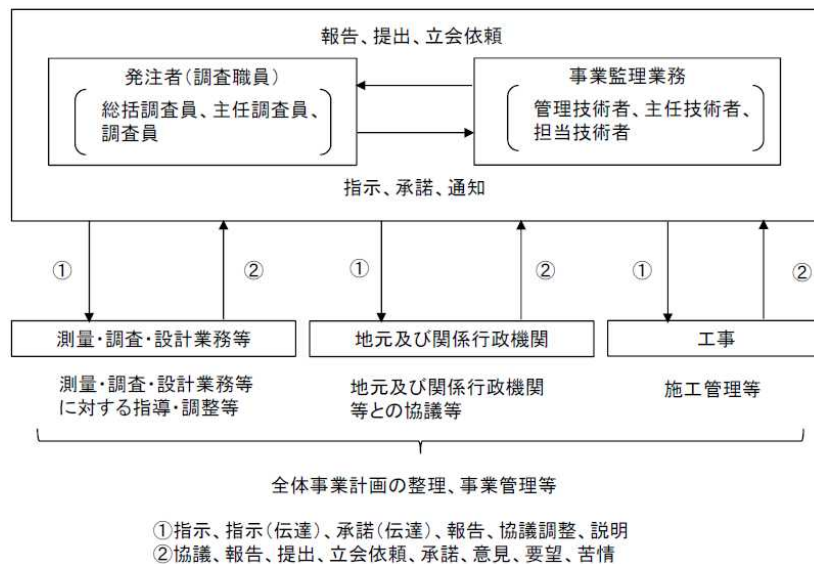 報告、提出、立会依頼
発注者(調査職員)
総括調査員、主任調査員、
調査員
事業監理業務
管理技術者、主任技術者、
担当技術者
指示、承諾、通知
① ② ① ② ① ②
測量・調査・設計業務等
地元及び関係行政機関
工事
測量・調査・設計業務等
に対する指導・調整等
地元及び関係行政機関
等との協議等
施工管理等
全体事業計画の整理、事業管理等
①指示、指示(伝達)、承諾(伝達)、報告、協議調整、説明
②協議、報告、提出、立会依頼、承諾、意見、要望、苦情